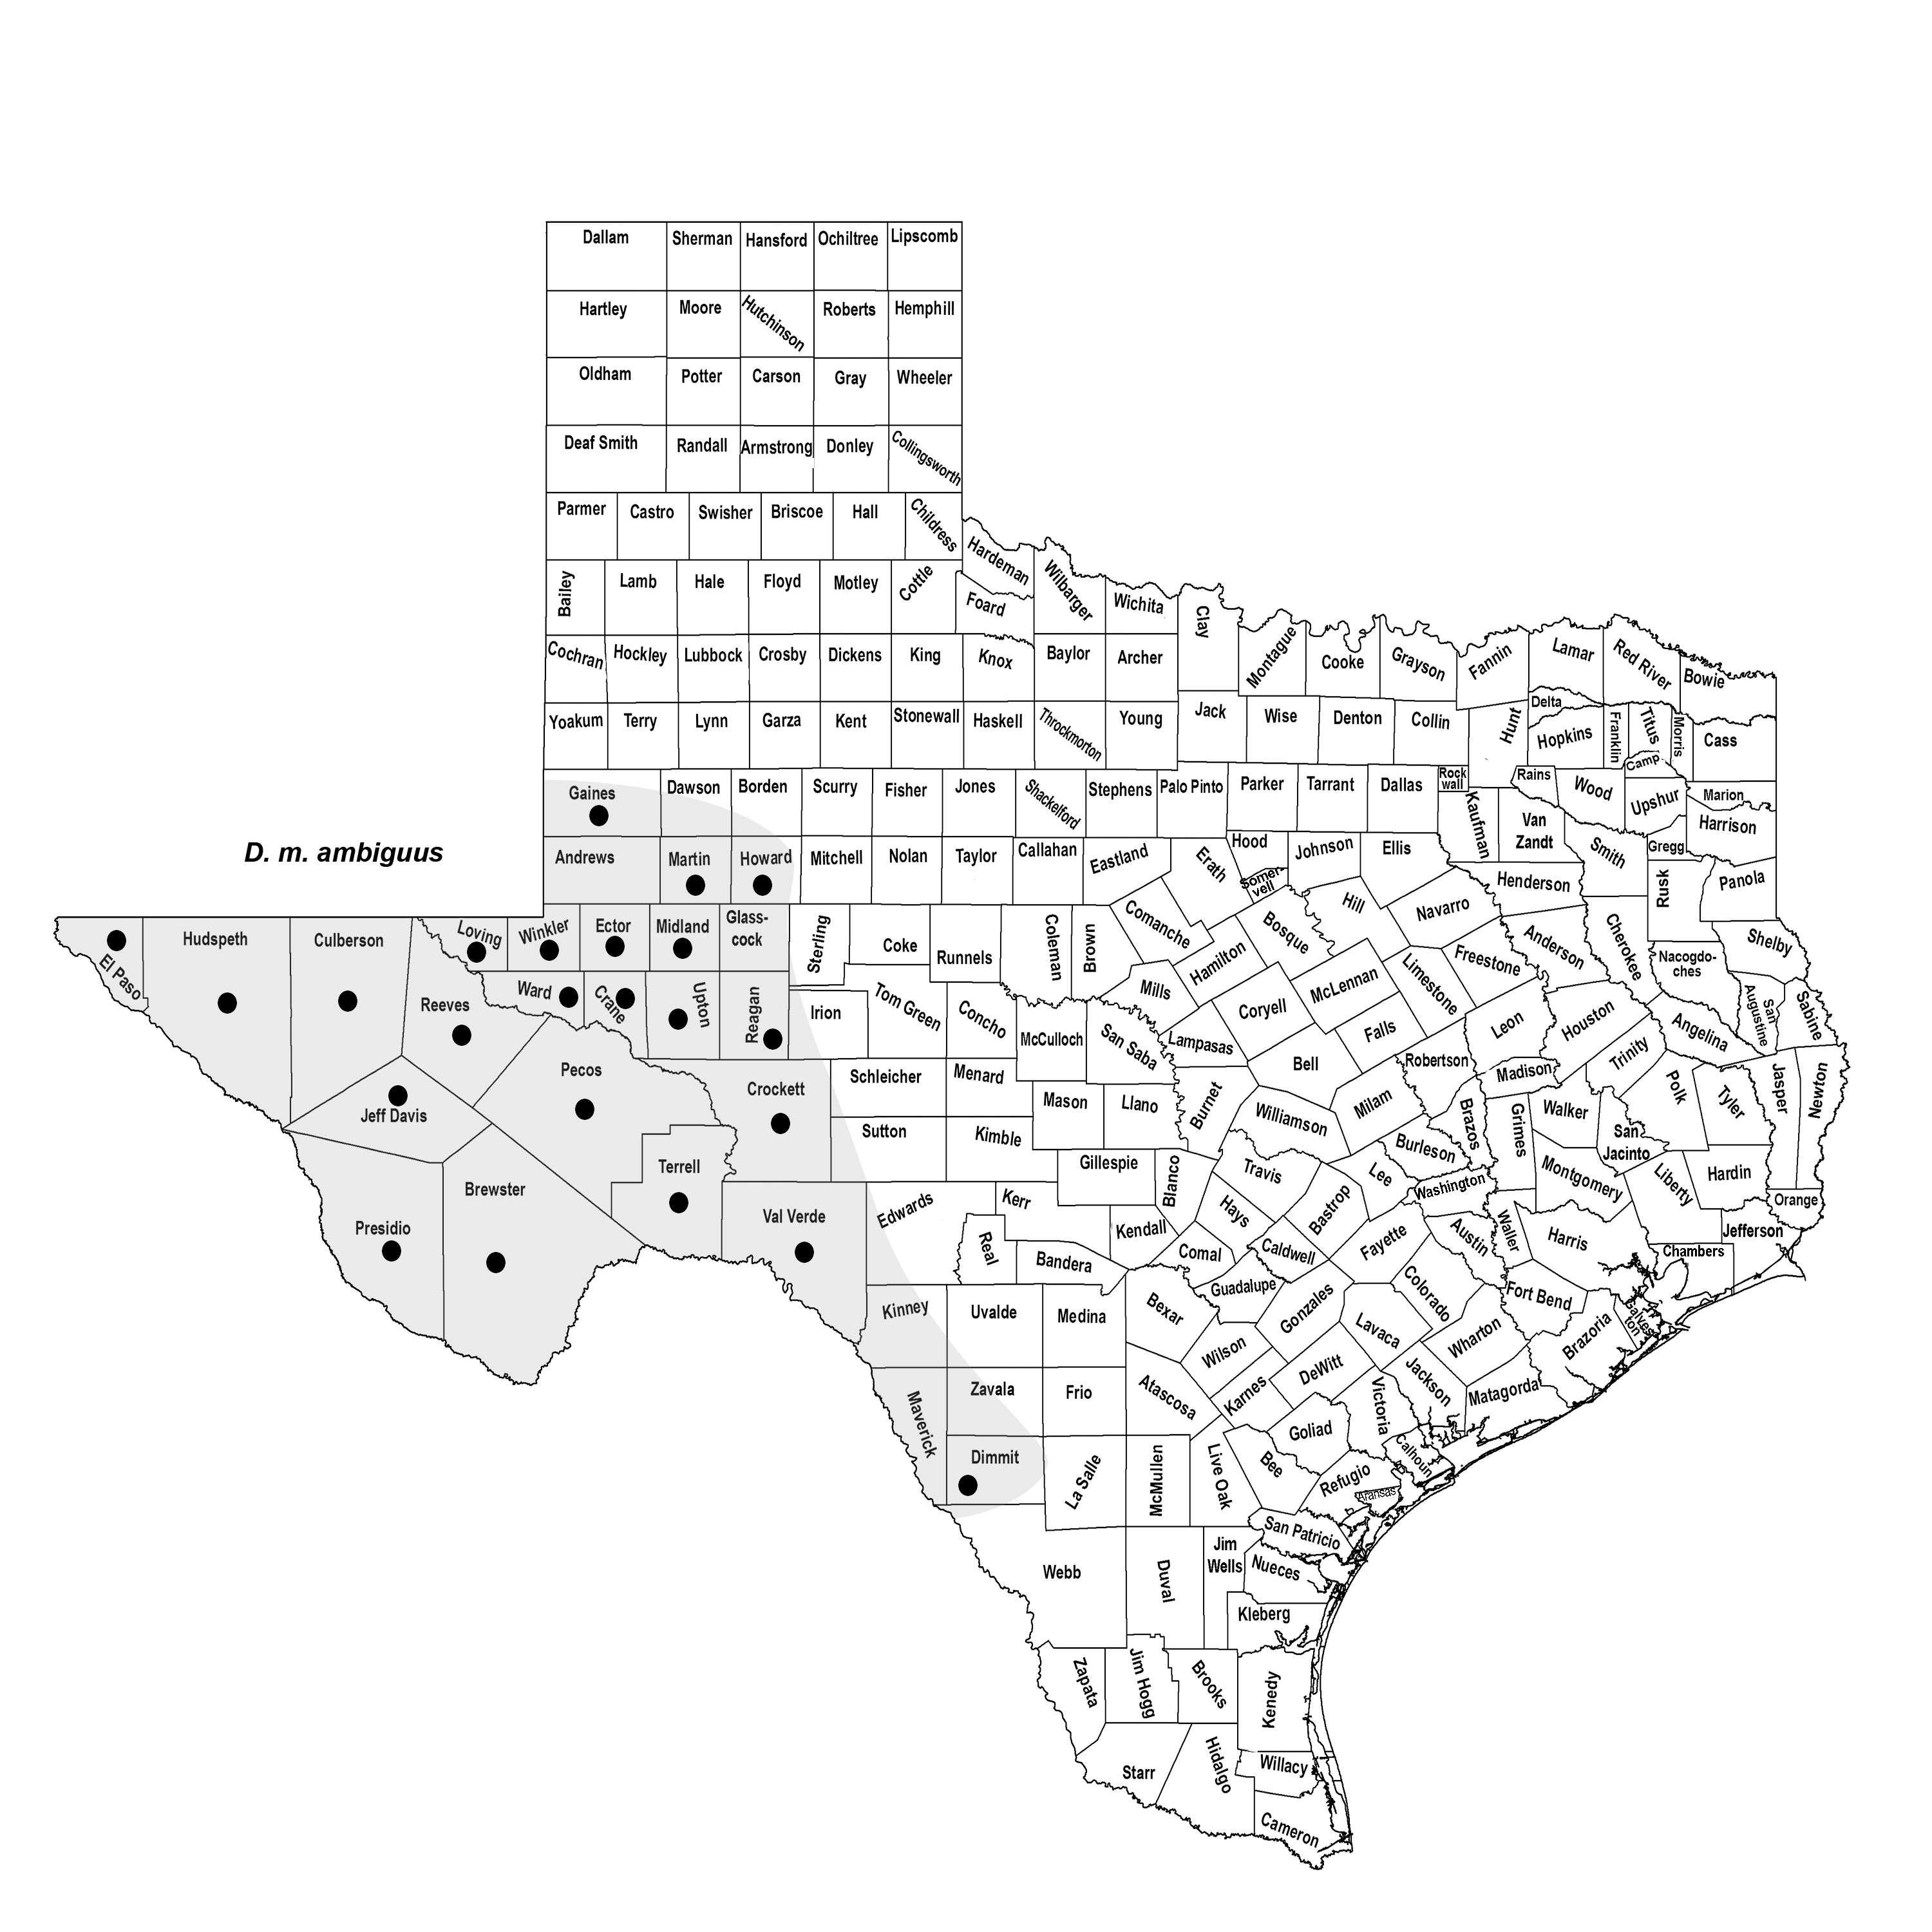 Dallam Sherman Hansford Ochiltree Lipscomb
Hartley Moore Hutchinson Roberts Hemphill
Oldham Potter Carson Gray Wheeler
Deaf Smith Randall Armstrong Donley Collingsworth
Parmer Castro Swisher Briscoe Hall Childress
Hardeman Wilbarger
Bailey Lamb Hale Floyd Motley Cottle Foard Wichita Clay
Cochran Hockley Lubbock Crosby Dickens King Knox Baylor Archer Montague Cooke Grayson Fannin Lamar Red River Bowie
Yoakum Terry Lynn Garza Kent Stonewall Haskell Throckmorton Young Jack Wise Denton Collin Hunt Delta Hopkins Franklin Titus Morris Cass
Camp
Gaines Dawson Borden Scurry Fisher Jones Shackelford Stephens Palo Pinto Parker Tarrant Dallas Rock
wall Kaufman Rains Wood Upshur Marion
Van
Zandt Harrison
D. m. ambiguus
Andrews Martin Howard Mitchell Nolan Taylor Callahan Eastland Erath Hood Johnson Ellis Smith Gregg
Somer-
vell Henderson Rusk Panola
El Paso Hudspeth Culberson Loving Winkler Ector Midland Glass-
cock Sterling Coke Runnels Coleman Brown Comanche Hamilton Bosque Hill Navarro Anderson Cherokee Shelby
Nacogdo-
ches
Freestone
Reeves Ward Crane Upton Reagan Irion Tom Green Concho Mills Coryell McLennan Limestone Leon Houston San
Augustine Sabine
McCulloch San Saba Lampasas Bell Falls Robertson Madison Trinity Angelina
Jeff Davis Pecos Crockett Schleicher Menard Mason Llano Burnet Williamson Milam Brazos Grimes Walker Polk Tyler Jasper Newton
Sutton Kimble Burleson San
Jacinto
Terrell Gillespie Blanco Travis Lee Washington Montgomery Liberty Hardin
Presidio Brewster Val Verde Edwards Kerr Kendall Hays Bastrop Fayette Austin Waller Harris Orange
Jefferson
Chambers
Real Bandera Comal Caldwell
Guadalupe Gonzales Colorado Fort Bend Galves-
ton
Kinney Uvalde Medina Bexar Wilson Lavaca Wharton Brazoria
Maverick Zavala Frio Atascosa Karnes DeWitt Victoria Jackson Matagorda
Goliad Calhoun
Dimmit La Salle McMullen Live Oak Bee Refugio
Aransas
San Patricio
Webb Duval Jim
Wells Nueces
Kleberg
Zapata Jim Hogg Brooks Kenedy
Starr Hidalgo Willacy
Cameron